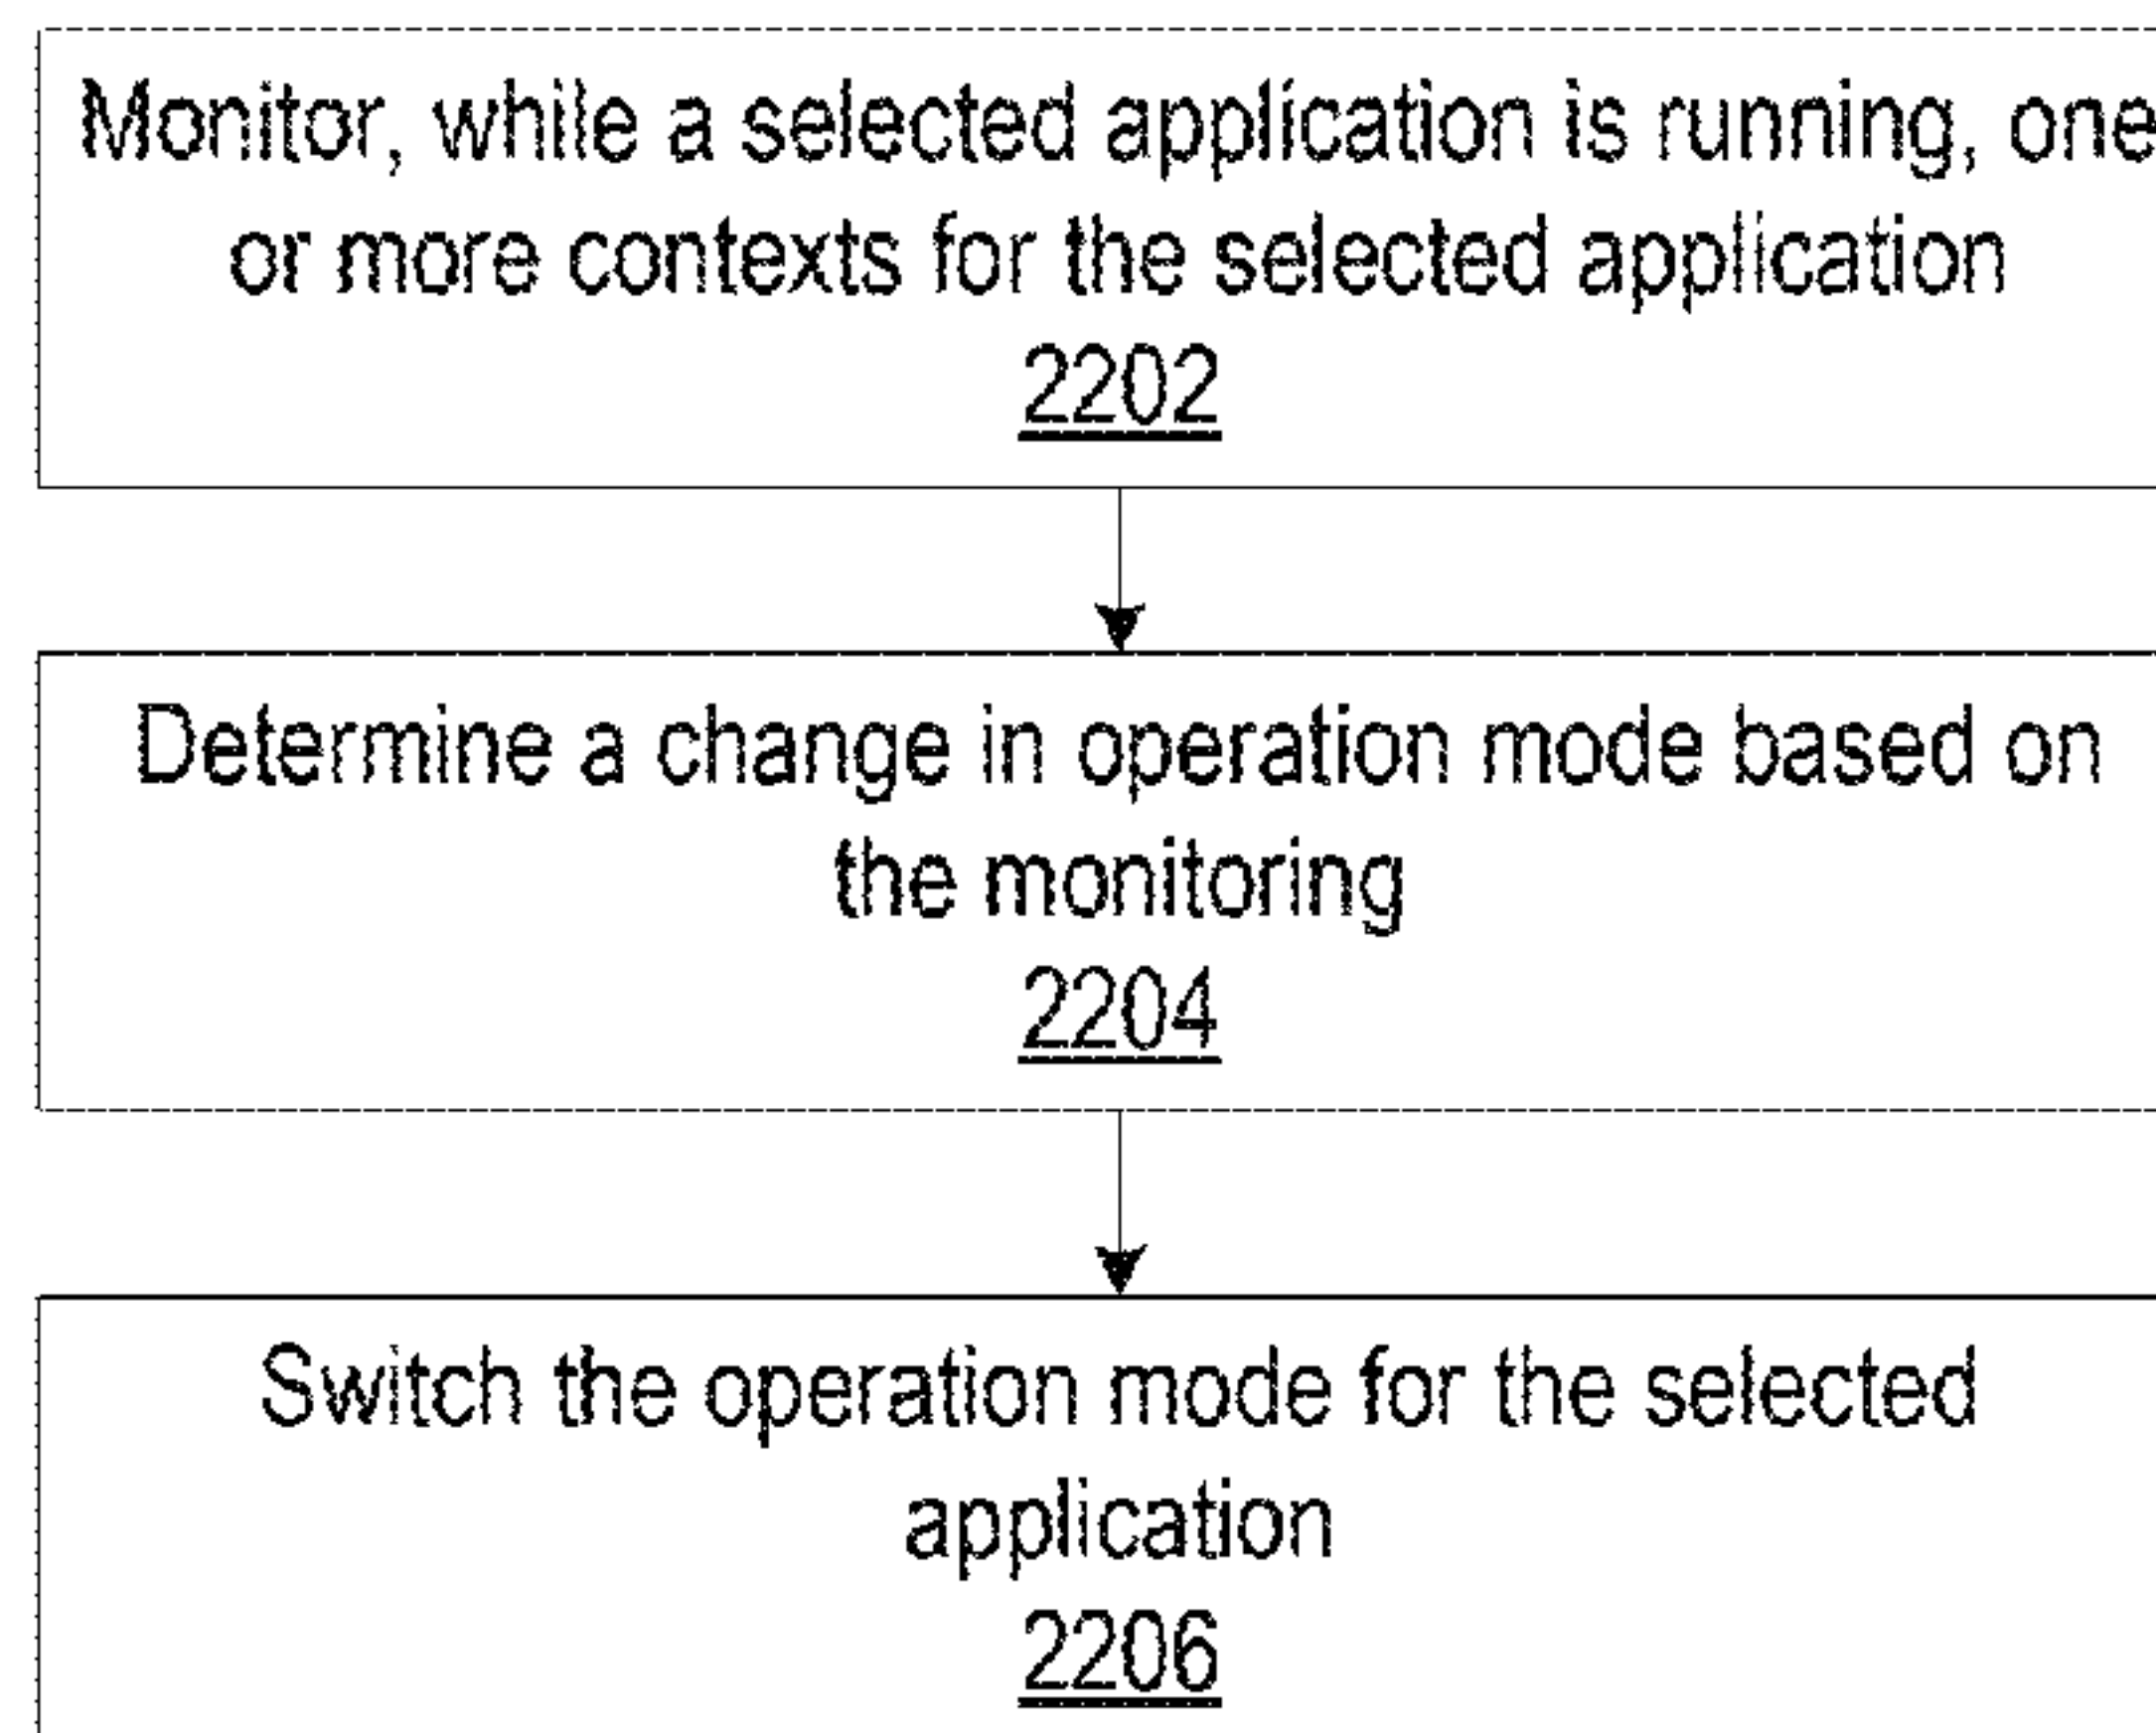 Monitor, while a selected application is running, one
or more contexts for the selected application
2202
Determine a change in operation mode based on
the monitoring
2204
Switch the operation mode for the selected
application
2206